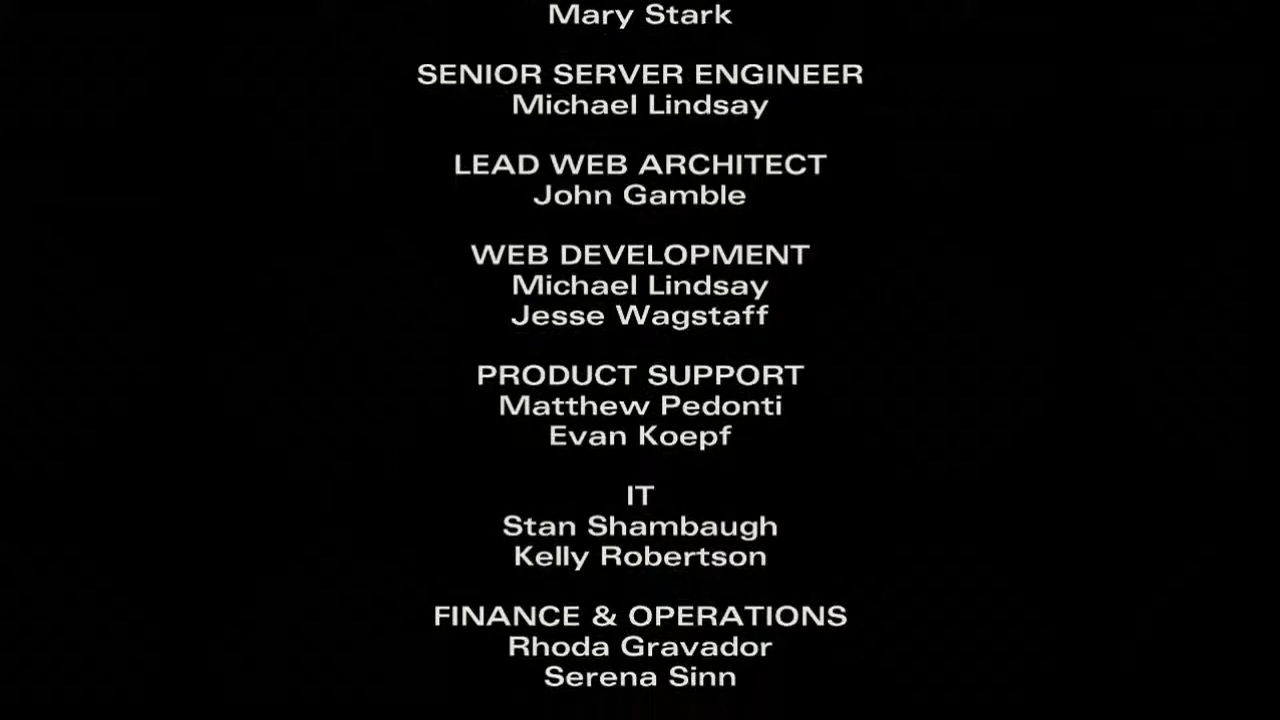 Mary Stark
SENIOR SERVER ENGINEER
Michael Lindsay
LEAD WEB ARCHITECT
John Gamble
WEB DEVELOPMENT
Michael Lindsay
Jesse Wagstaff
PRODUCT SUPPORT
Matthew Pedonti
Evan Koepf
IT
Stan Shambaugh
Kelly Robertson
FINANCE & OPERATIONS
Rhoda Gravador
Serena Sinn